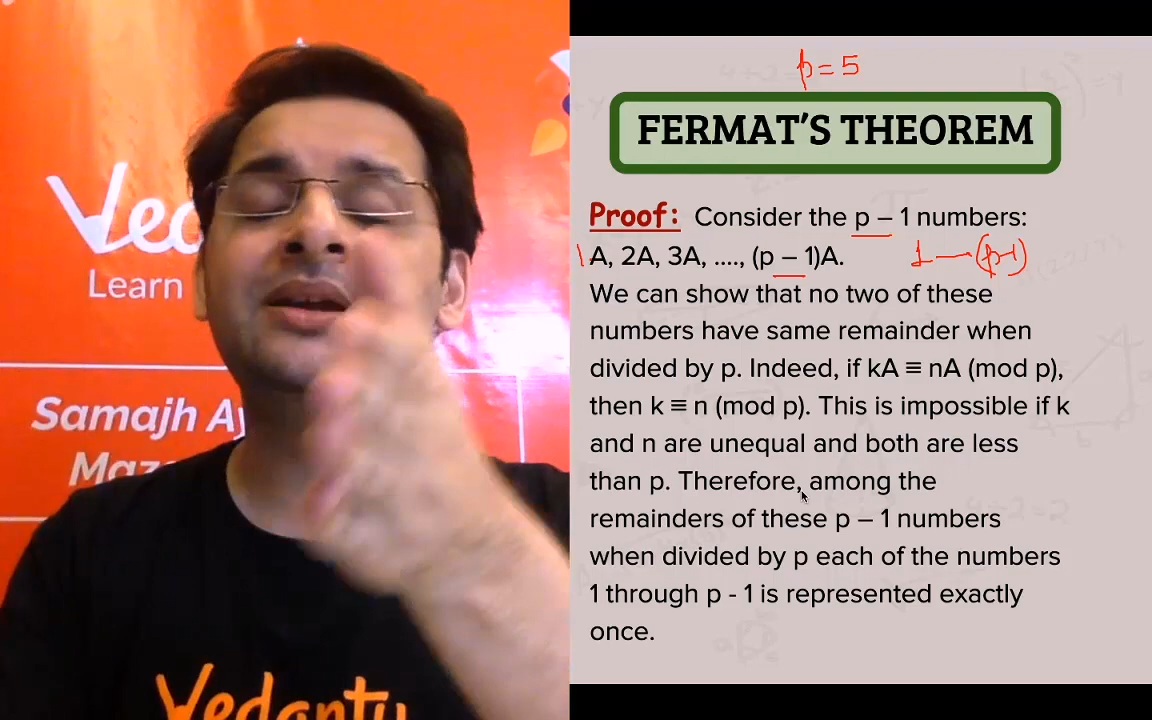 p = 5
FERMAT'S THEOREM
Proof: Consider the p – 1 numbers:
1 A, 2A, 3A, ...., (p – 1)A. 1—(p-1)
We can show that no two of these
numbers have same remainder when
divided by p. Indeed, if kA ≡ nA (mod p),
then k ≡ n (mod p). This is impossible if k
and n are unequal and both are less
than p. Therefore, among the
remainders of these p – 1 numbers
when divided by p each of the numbers
1 through p - 1 is represented exactly
once.
Learn
Samajh
Vedantu